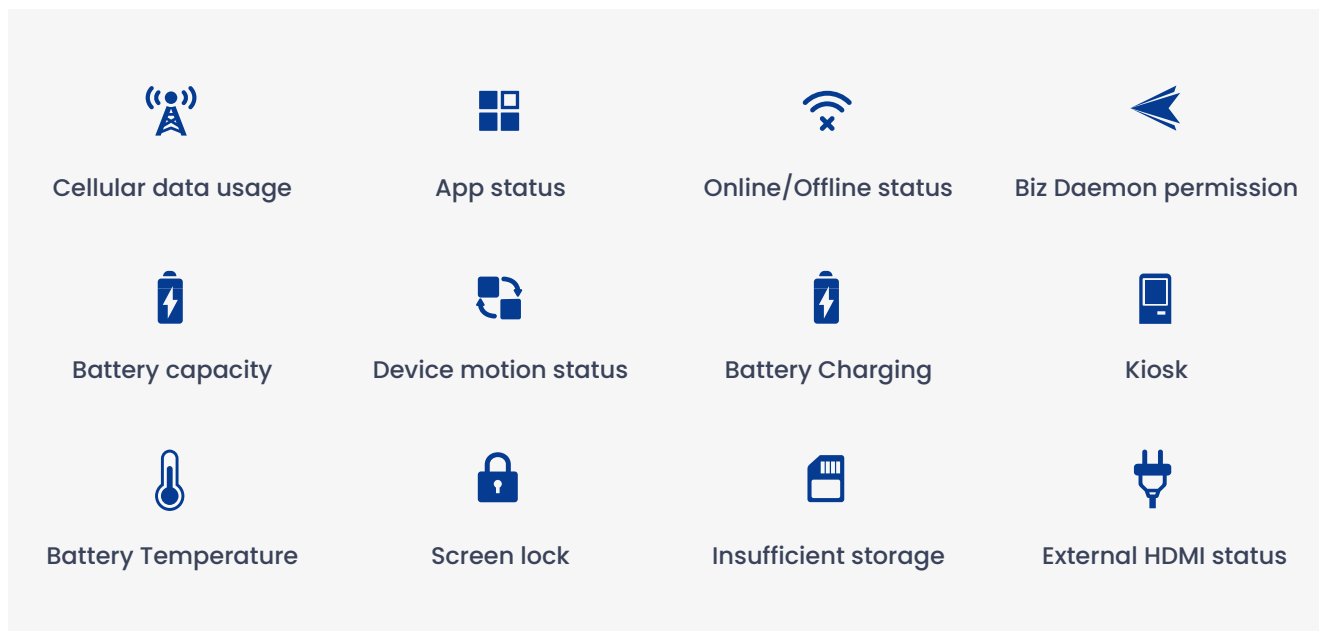 Cellular data usage
App status
Online/Offline status
Biz Daemon permission
Battery capacity
Device motion status
Battery Charging
Kiosk
Battery Temperature
Screen lock
Insufficient storage
External HDMI status